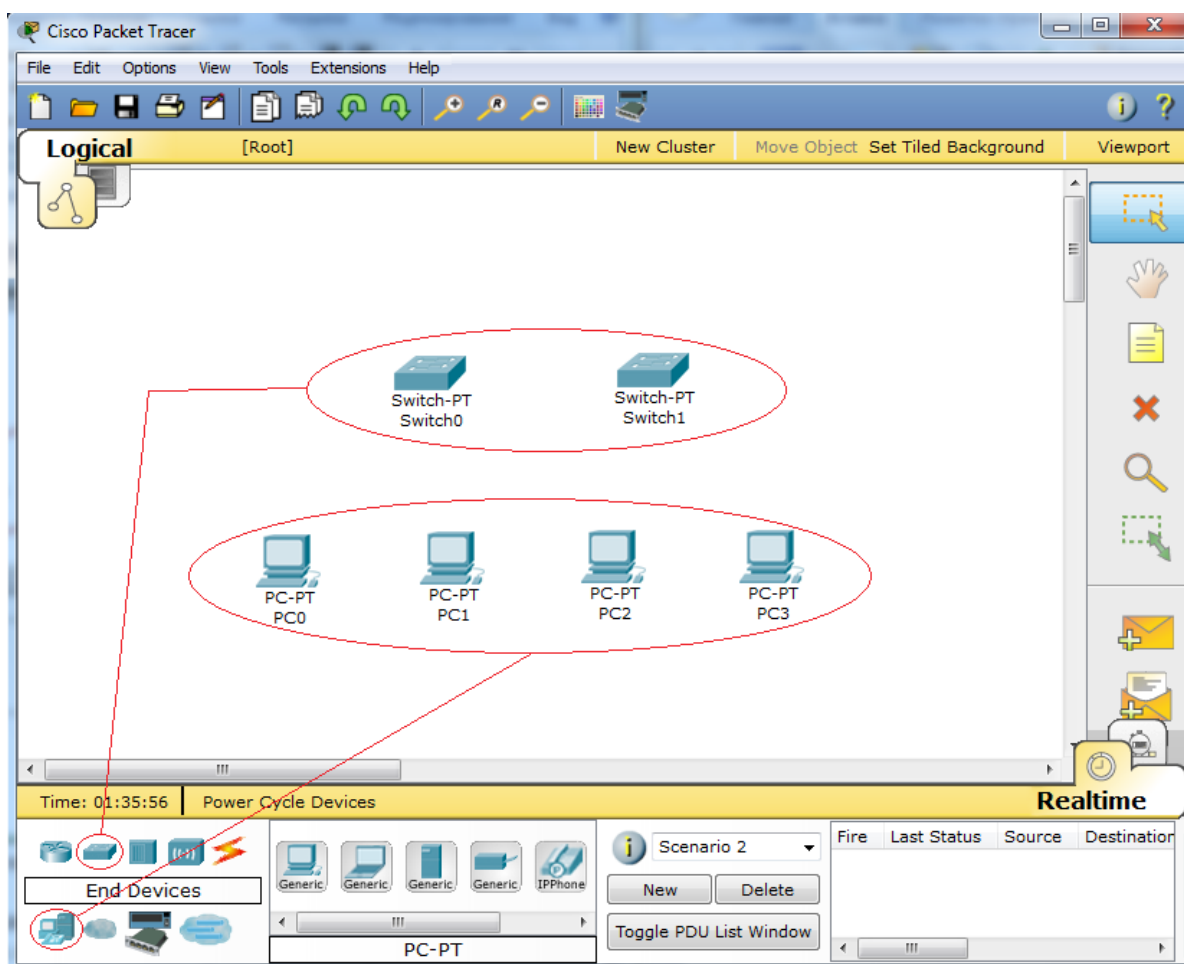 Cisco Packet Tracer
File Edit Options View Tools Extensions Help
Logical [Root] New Cluster Move Object Set Tiled Background Viewport
Switch-PT
Switch0
Switch-PT
Switch1
PC-PT
PC0
PC-PT
PC1
PC-PT
PC2
PC-PT
PC3
Time: 01:35:56 Power Cycle Devices Realtime
End Devices
Generic Generic Generic Generic IPPhone
PC-PT
Scenario 2
New Delete
Toggle PDU List Window
Fire Last Status Source Destination